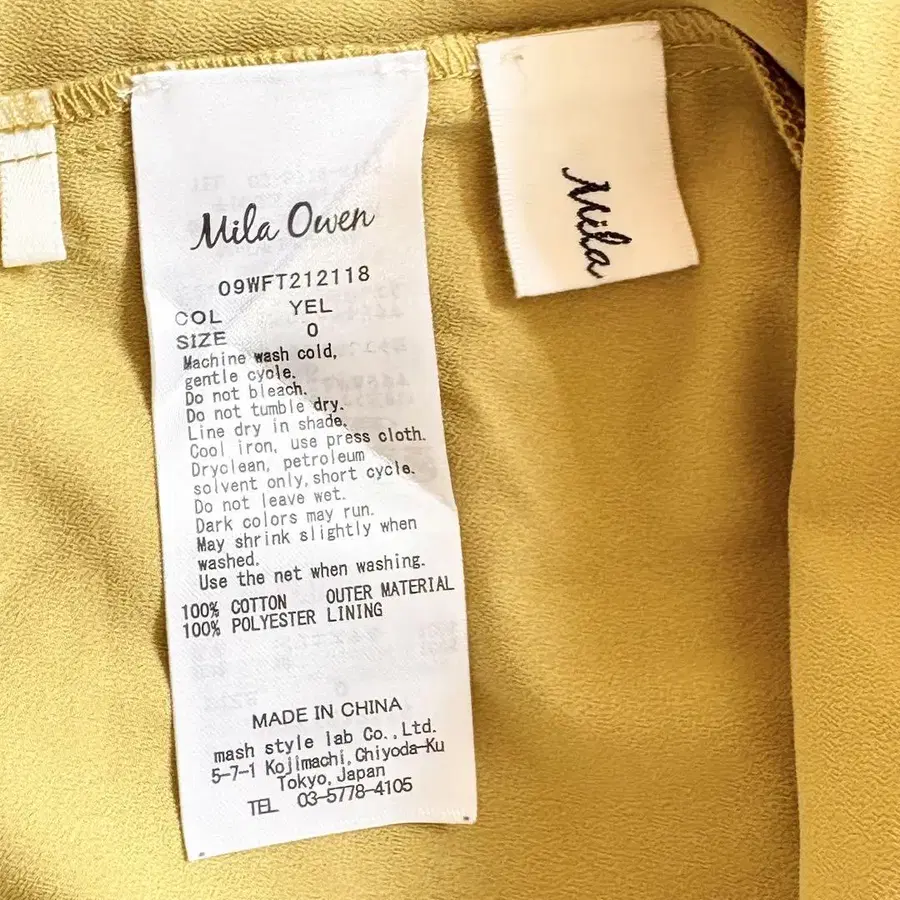 Mila Owen
09WFT212118
COL YEL
SIZE 0
Machine wash cold,
gentle cycle.
Do not bleach.
Do not tumble dry.
Line dry in shade.
Cool iron, use press cloth.
Dryclean, petroleum
solvent only,short cycle.
Do not leave wet.
Dark colors may run.
May shrink slightly when
washed.
Use the net when washing.
100% COTTON OUTER MATERIAL
100% POLYESTER LINING
MADE IN CHINA
mash style lab Co.,Ltd.
5-7-1 Kojimachi,Chiyoda-Ku
Tokyo,Japan
TEL 03-5778-4105
Mila